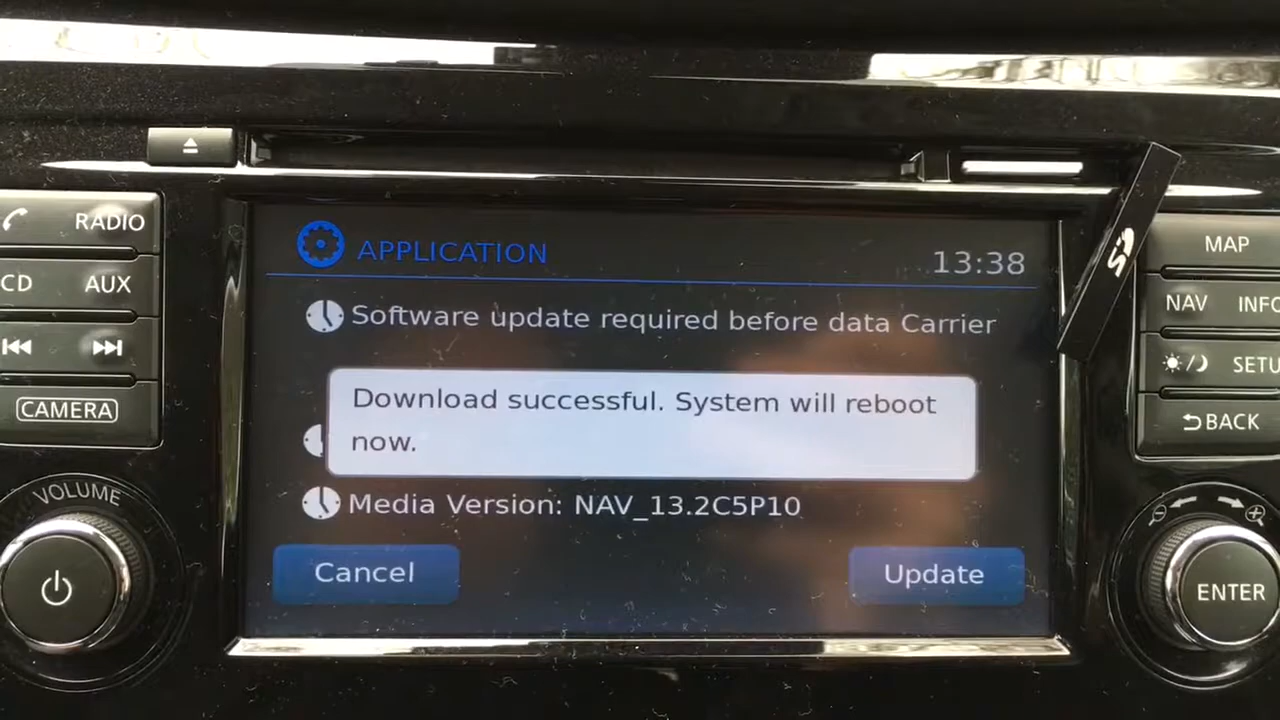 RADIO
CD AUX
CAMERA
VOLUME
APPLICATION
13:38
Software update required before data Carrier
Download successful. System will reboot
now.
Media Version: NAV_13.2C5P10
Cancel
Update
MAP
NAV INFO
SETU
BACK
ENTER